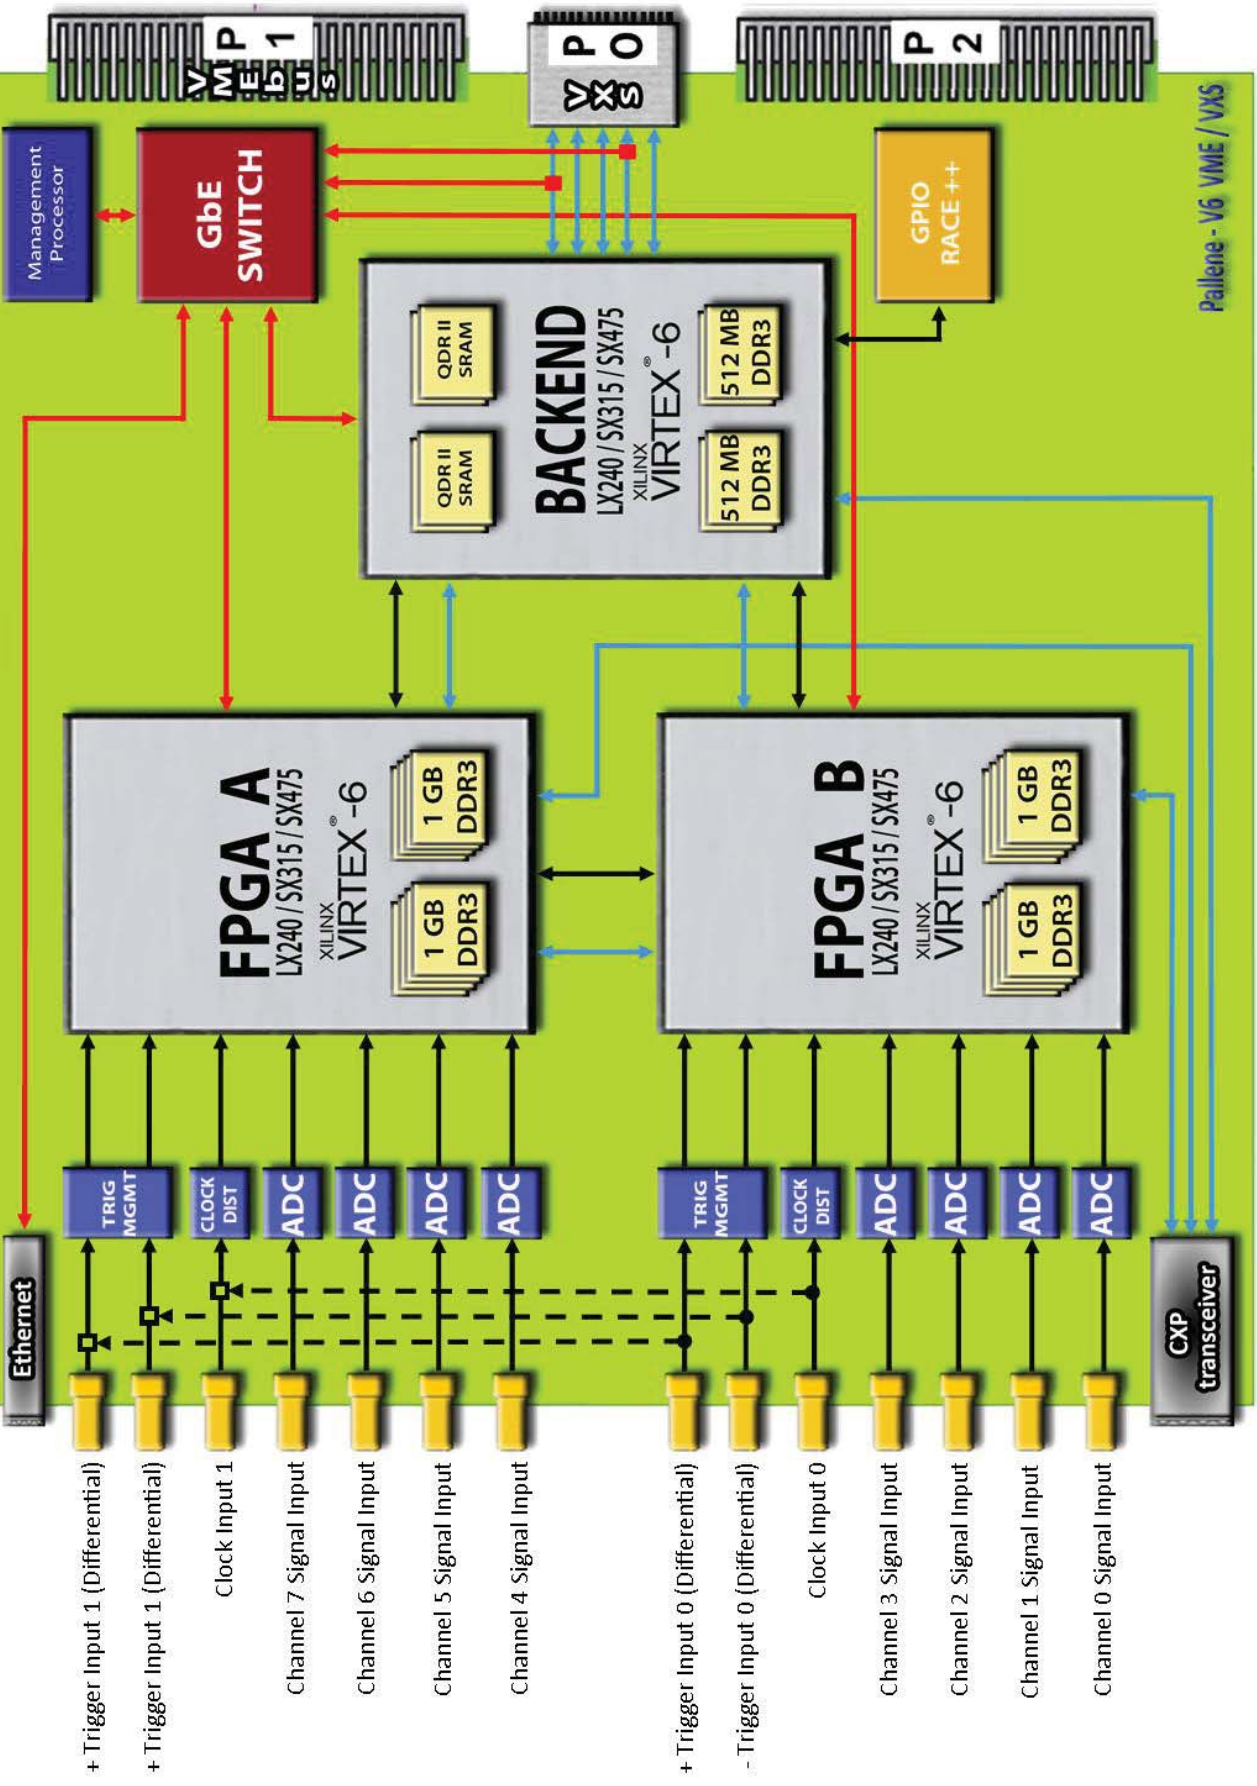 + Trigger Input 1 (Differential)
+ Trigger Input 1 (Differential)
Clock Input 1
Channel 7 Signal Input
Channel 6 Signal Input
Channel 5 Signal Input
Channel 4 Signal Input
+ Trigger Input 0 (Differential)
- Trigger Input 0 (Differential)
Clock Input 0
Channel 3 Signal Input
Channel 2 Signal Input
Channel 1 Signal Input
Channel 0 Signal Input
Ethernet
CXP
transceiver
TRIG
MGMT
CLOCK
DIST
ADC
ADC
ADC
ADC
TRIG
MGMT
CLOCK
DIST
ADC
ADC
ADC
ADC
FPGA A
LX240 / SX315 / SX475
XILINX
VIRTEX®-6
1 GB
DDR3
1 GB
DDR3
FPGA B
LX240 / SX315 / SX475
XILINX
VIRTEX®-6
1 GB
DDR3
1 GB
DDR3
QDR II
SRAM
QDR II
SRAM
BACKEND
LX240 / SX315 / SX475
XILINX
VIRTEX®-6
512 MB
DDR3
512 MB
DDR3
Management
Processor
GbE
SWITCH
GPIO
RACE ++
VMEbus
P1
VXS
P0
P2
Pallene - V6 VME / VXS